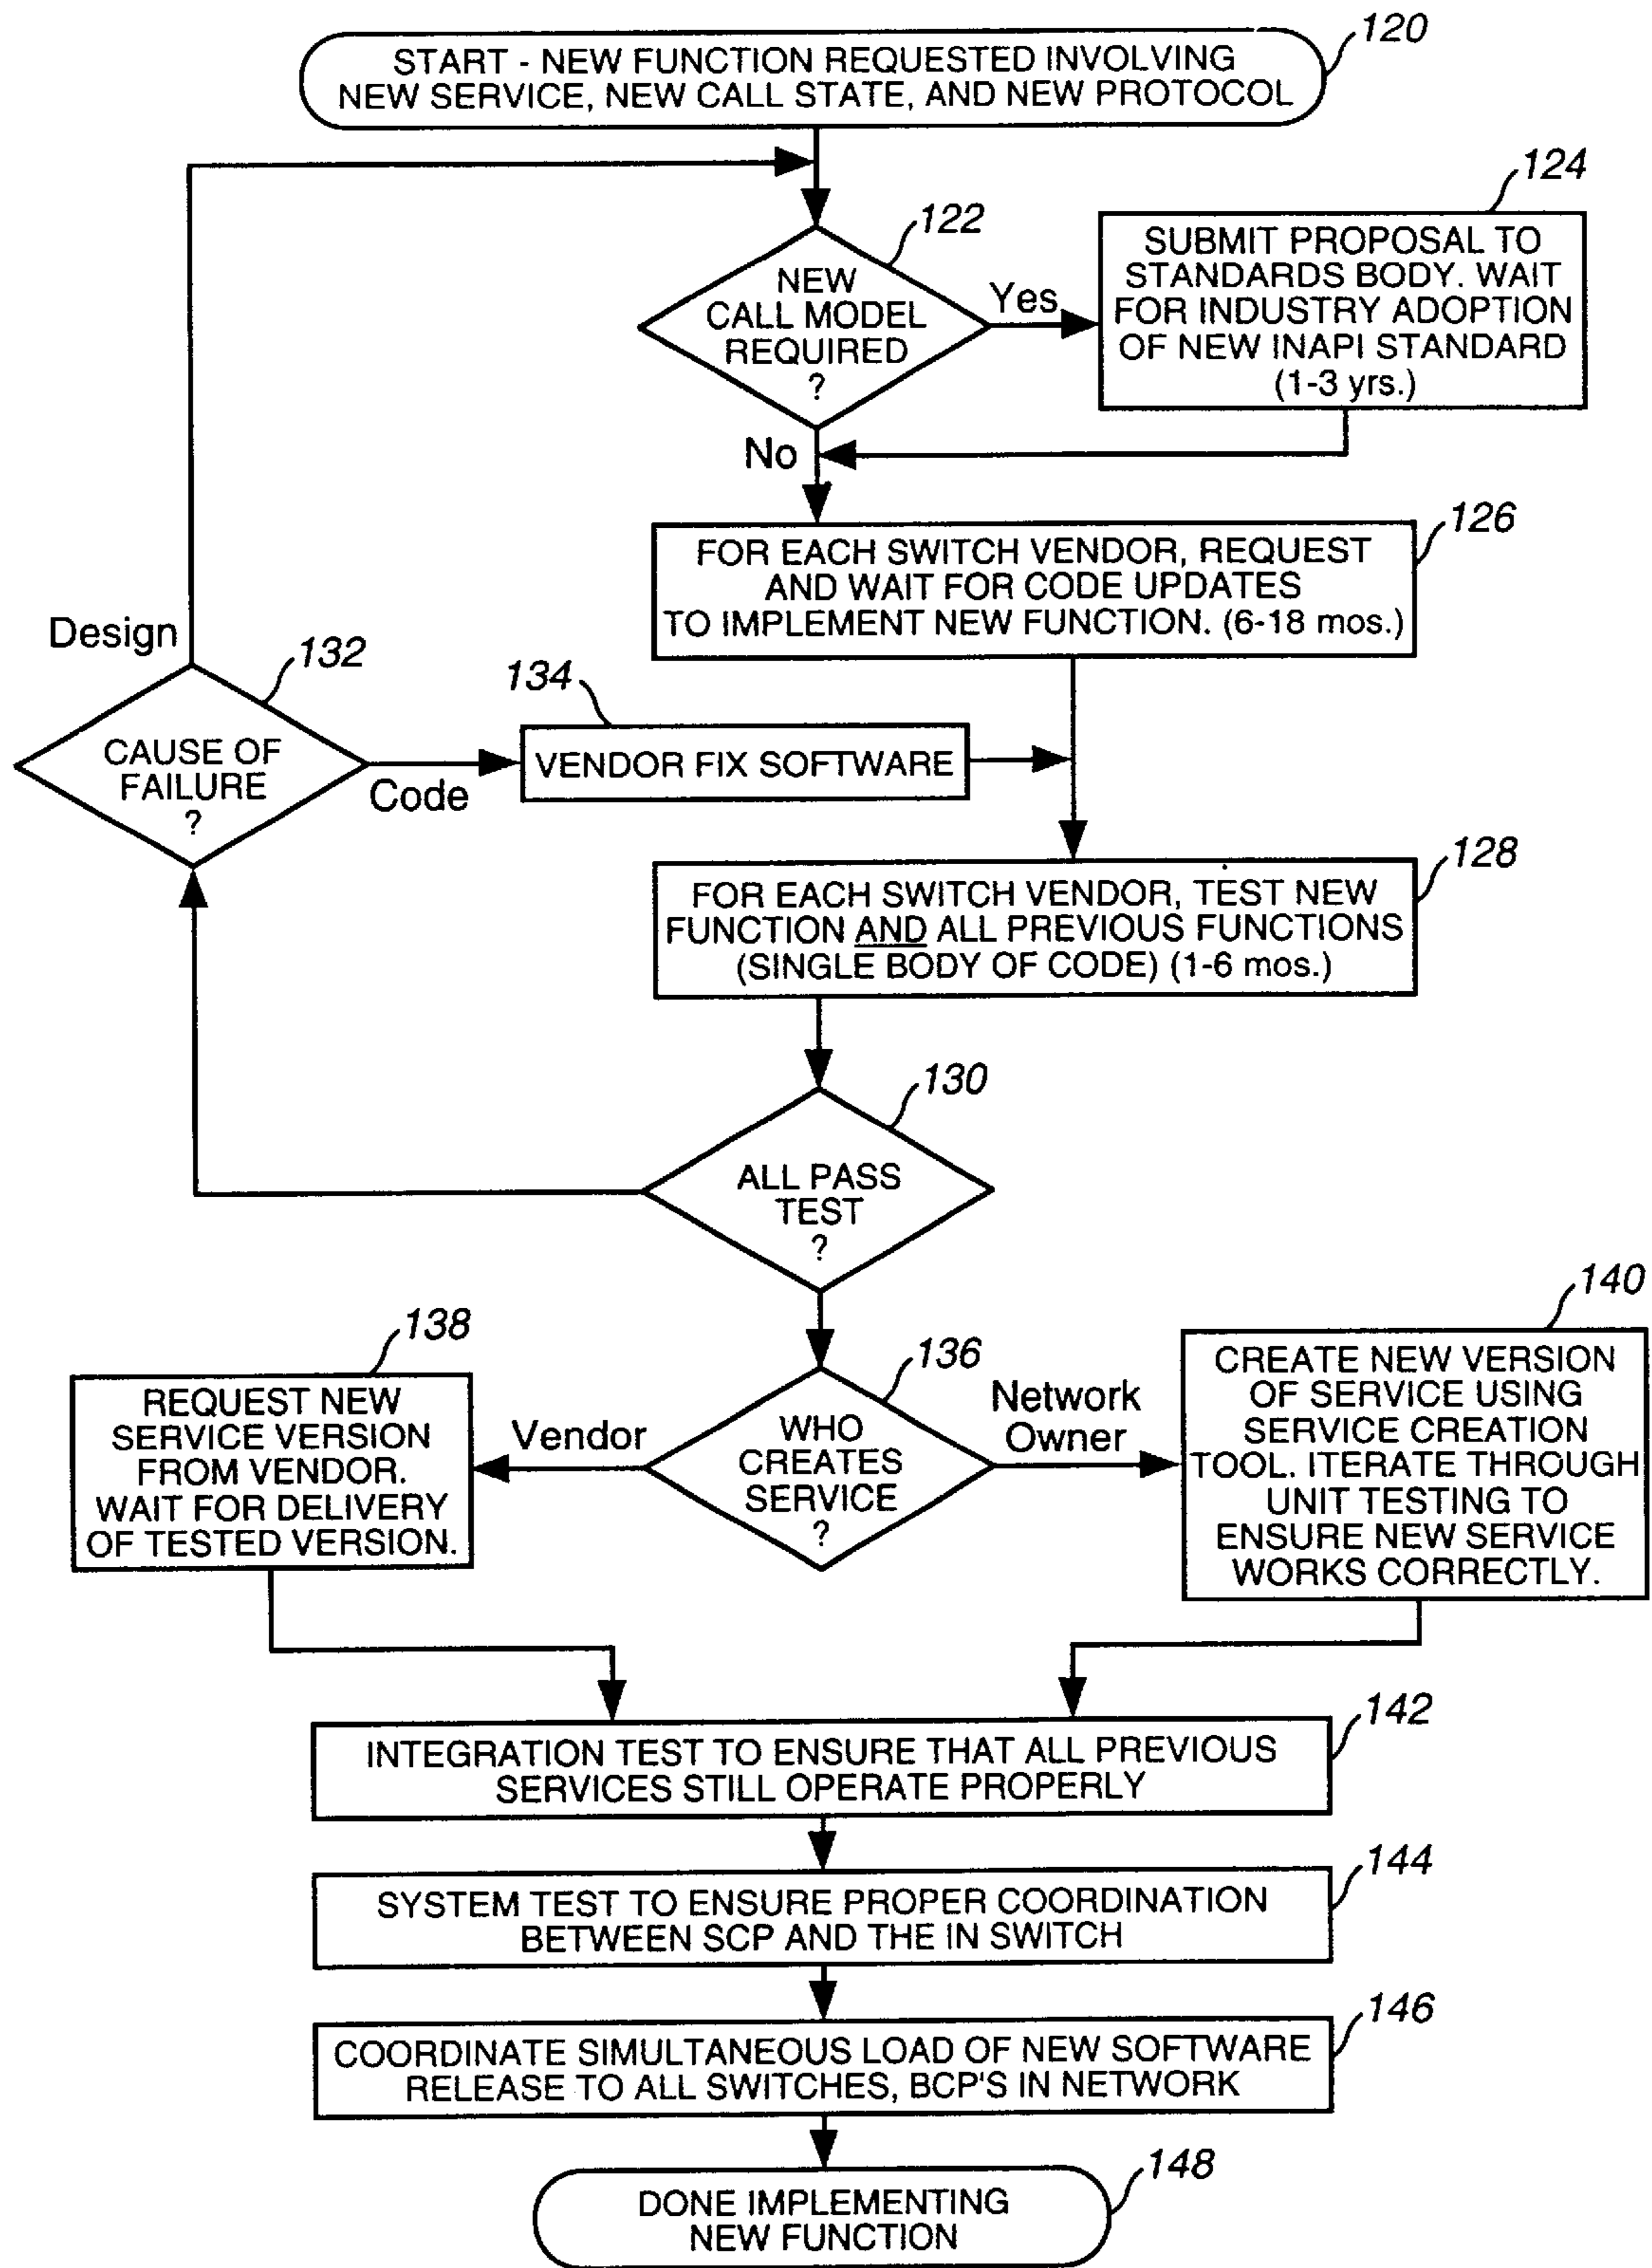 120
START - NEW FUNCTION REQUESTED INVOLVING
NEW SERVICE, NEW CALL STATE, AND NEW PROTOCOL
122
NEW
CALL MODEL
REQUIRED
?
Yes
No
124
SUBMIT PROPOSAL TO
STANDARDS BODY. WAIT
FOR INDUSTRY ADOPTION
OF NEW INAPI STANDARD
(1-3 yrs.)
126
FOR EACH SWITCH VENDOR, REQUEST
AND WAIT FOR CODE UPDATES
TO IMPLEMENT NEW FUNCTION. (6-18 mos.)
Design
132
CAUSE OF
FAILURE
?
Code
134
VENDOR FIX SOFTWARE
128
FOR EACH SWITCH VENDOR, TEST NEW
FUNCTION AND ALL PREVIOUS FUNCTIONS
(SINGLE BODY OF CODE) (1-6 mos.)
130
ALL PASS
TEST
?
136
WHO
CREATES
SERVICE
?
Vendor
Network
Owner
138
REQUEST NEW
SERVICE VERSION
FROM VENDOR.
WAIT FOR DELIVERY
OF TESTED VERSION.
140
CREATE NEW VERSION
OF SERVICE USING
SERVICE CREATION
TOOL. ITERATE THROUGH
UNIT TESTING TO
ENSURE NEW SERVICE
WORKS CORRECTLY.
142
INTEGRATION TEST TO ENSURE THAT ALL PREVIOUS
SERVICES STILL OPERATE PROPERLY
144
SYSTEM TEST TO ENSURE PROPER COORDINATION
BETWEEN SCP AND THE IN SWITCH
146
COORDINATE SIMULTANEOUS LOAD OF NEW SOFTWARE
RELEASE TO ALL SWITCHES, BCP'S IN NETWORK
148
DONE IMPLEMENTING
NEW FUNCTION